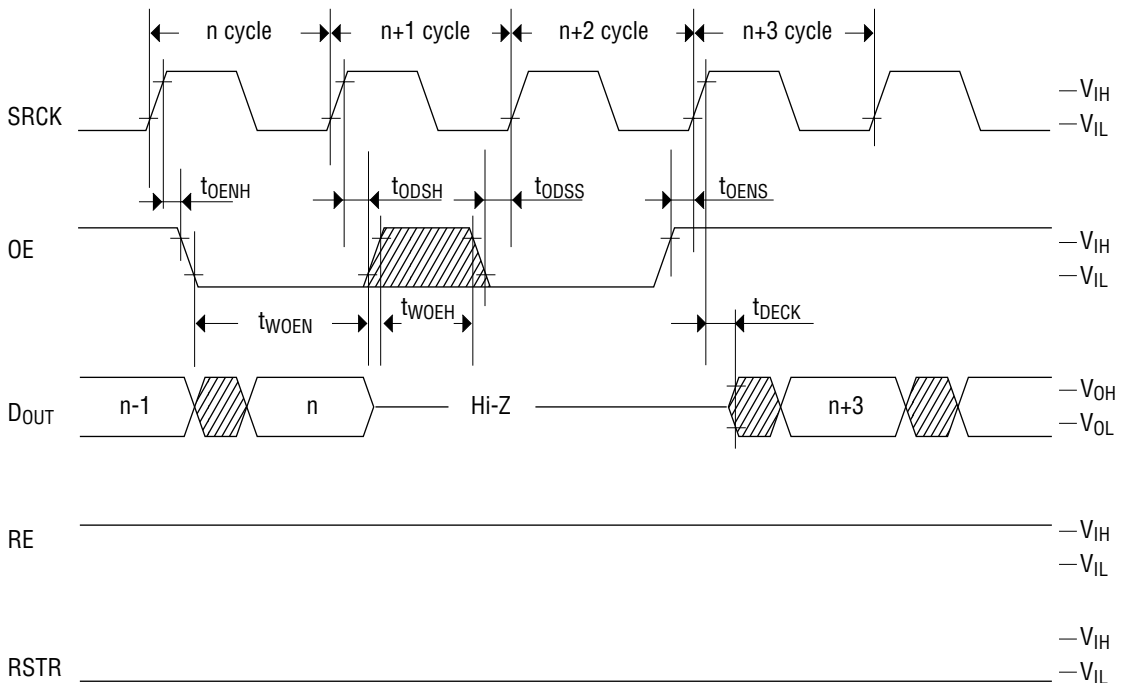 n cycle n+1 cycle n+2 cycle n+3 cycle
SRCK
VIH
VIL
tOENH tODSH tODSS tOENS
OE
VIH
VIL
tWOEN tWOEH tDECK
DOUT
n-1 n Hi-Z n+3
VOH
VOL
RE
VIH
VIL
RSTR
VIH
VIL